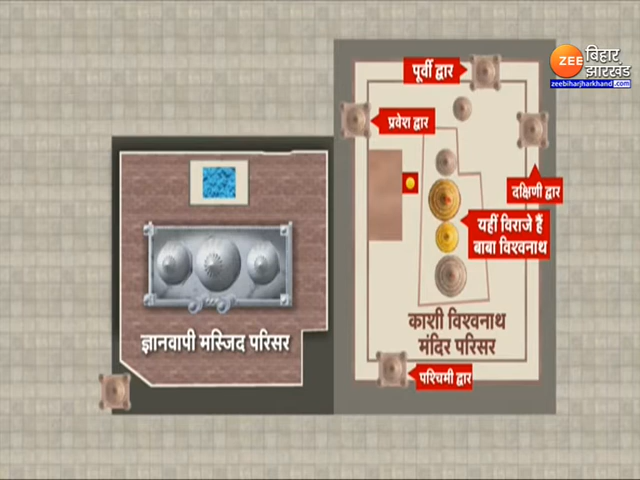 ZEE
बिहार
झारखंड
zeebiharjharkhand.com
पूर्वी द्वार
प्रवेश द्वार
दक्षिणी द्वार
यहीं विराजे हैं
बाबा विश्वनाथ
काशी विश्वनाथ
मंदिर परिसर
ज्ञानवापी मस्जिद परिसर
पश्चिमी द्वार